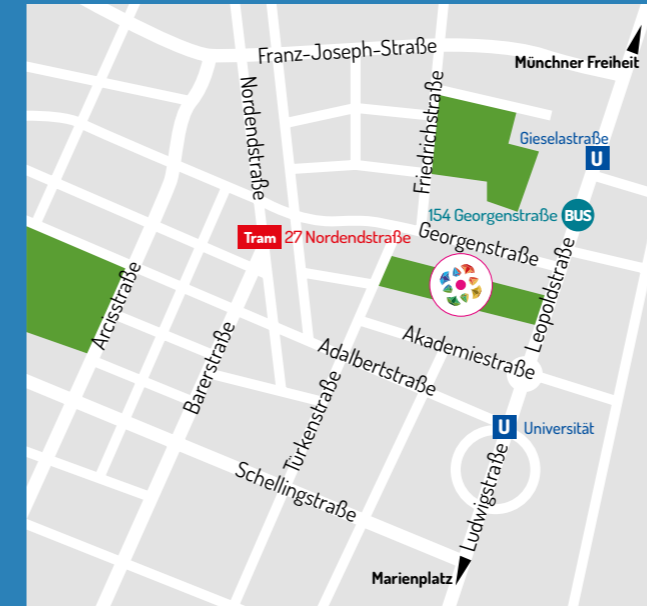 Franz-Joseph-Straße
Münchner Freiheit
Nordendstraße
Friedrichstraße
Gieselastraße
U
154 Georgenstraße BUS
Tram 27 Nordendstraße
Georgenstraße
Leopoldstraße
Arcisstraße
Barerstraße
Adalbertstraße
Akademiestraße
Türkenstraße
U Universität
Schellingstraße
Ludwigstraße
Marienplatz